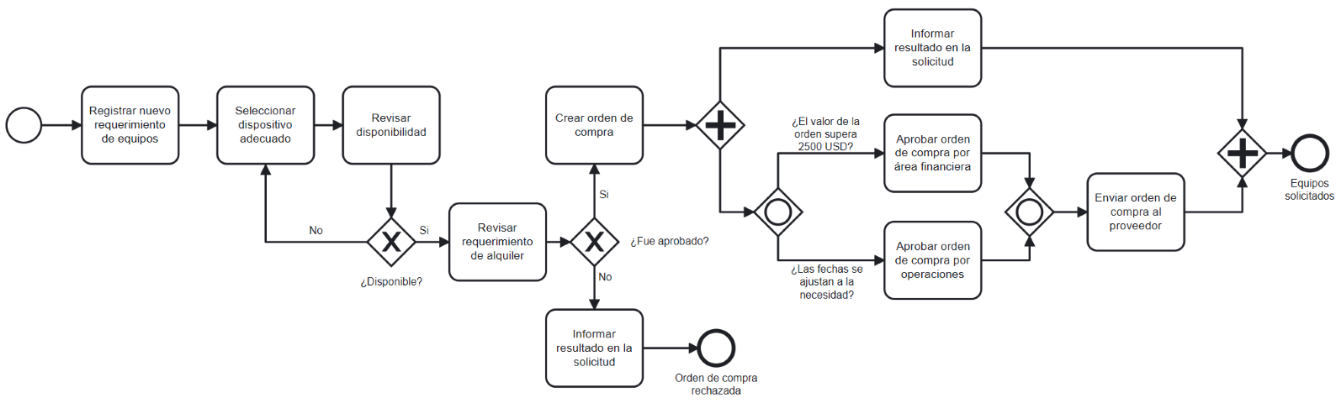 Registrar nuevo
requerimiento
de equipos
Seleccionar
dispositivo
adecuado
Revisar
disponibilidad
¿Disponible?
No
Si
Revisar
requerimiento
de alquiler
¿Fue aprobado?
Si
No
Crear orden de
compra
Informar
resultado en la
solicitud
Orden de compra
rechazada
Informar
resultado en la
solicitud
¿El valor de la
orden supera
2500 USD?
Aprobar orden
de compra por
área financiera
¿Las fechas se
ajustan a la
necesidad?
Aprobar orden
de compra por
operaciones
Enviar orden de
compra al
proveedor
Equipos
solicitados